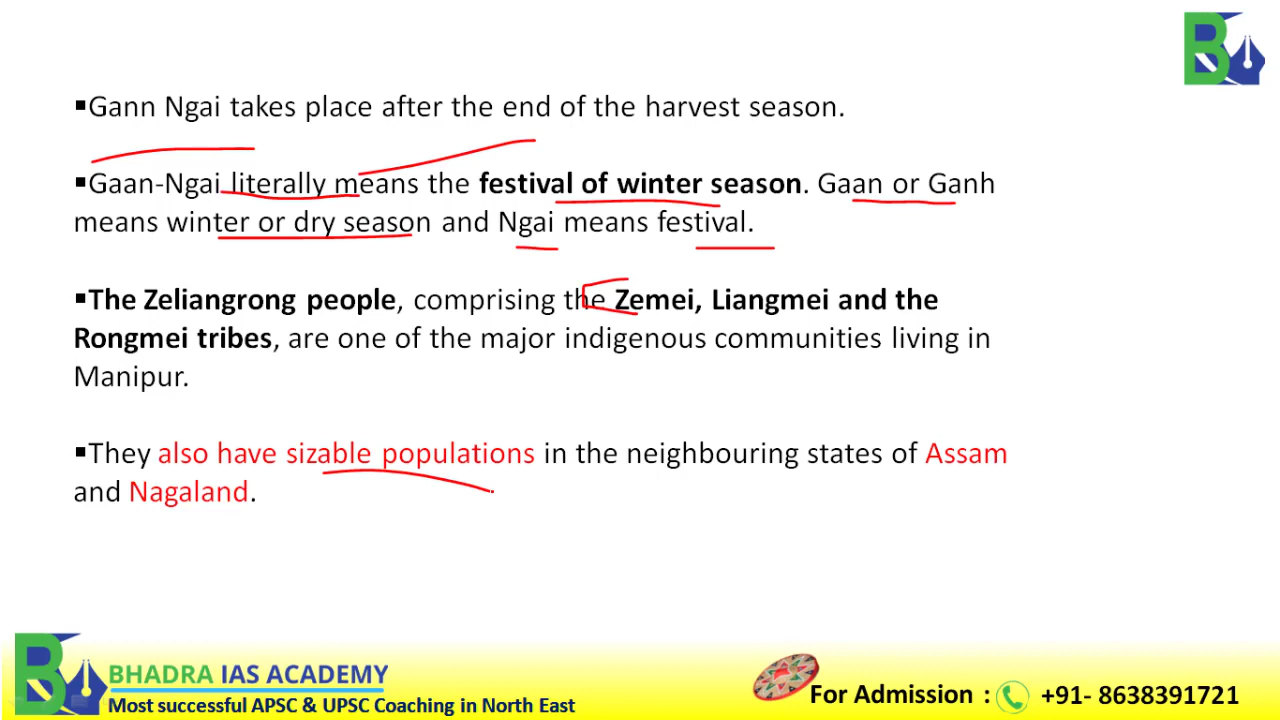 ▪Gann Ngai takes place after the end of the harvest season.
▪Gaan-Ngai literally means the festival of winter season. Gaan or Ganh
means winter or dry season and Ngai means festival.
▪The Zeliangrong people, comprising the Zemei, Liangmei and the
Rongmei tribes, are one of the major indigenous communities living in
Manipur.
▪They also have sizable populations in the neighbouring states of Assam
and Nagaland.
BHADRA IAS ACADEMY
Most successful APSC & UPSC Coaching in North East
For Admission : +91- 8638391721